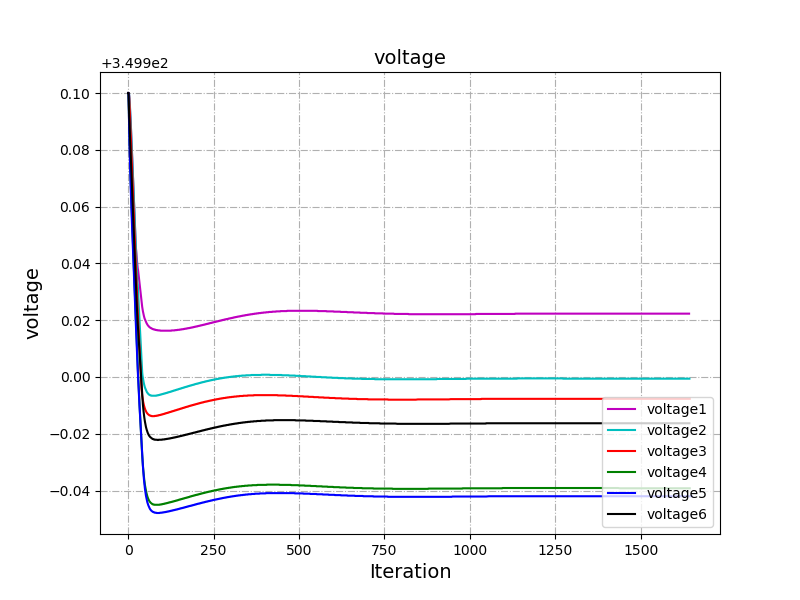 voltage
+3.499e2
0.10
0.08
0.06
0.04
0.02
0.00
−0.02
−0.04
voltage
voltage1
voltage2
voltage3
voltage4
voltage5
voltage6
0 250 500 750 1000 1250 1500
Iteration